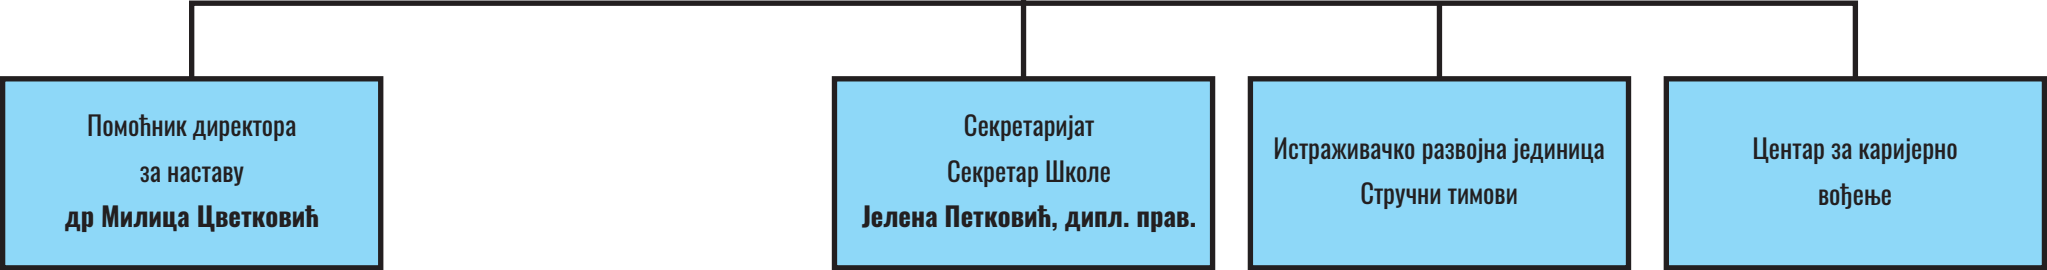 Помоћник директора
за наставу
др Милица Цветковић
Секретаријат
Секретар Школе
Јелена Петковић, дипл. прав.
Истраживачко развојна јединица
Стручни тимови
Центар за каријерно
вођење